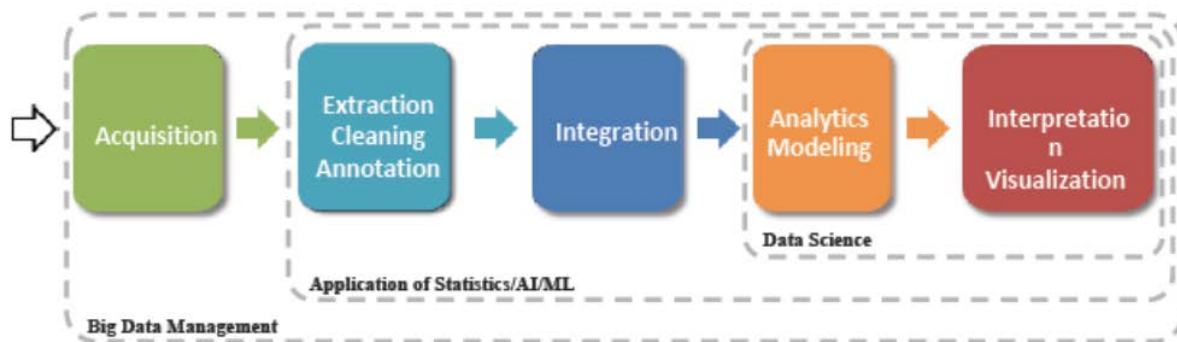 Acquisition
Extraction
Cleaning
Annotation
Integration
Analytics
Modeling
Interpretatio
n
Visualization
Data Science
Application of Statistics/AI/ML
Big Data Management